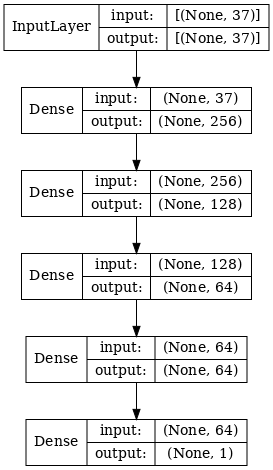 InputLayer input: [(None, 37)]
output: [(None, 37)]
Dense input: (None, 37)
output: (None, 256)
Dense input: (None, 256)
output: (None, 128)
Dense input: (None, 128)
output: (None, 64)
Dense input: (None, 64)
output: (None, 64)
Dense input: (None, 64)
output: (None, 1)